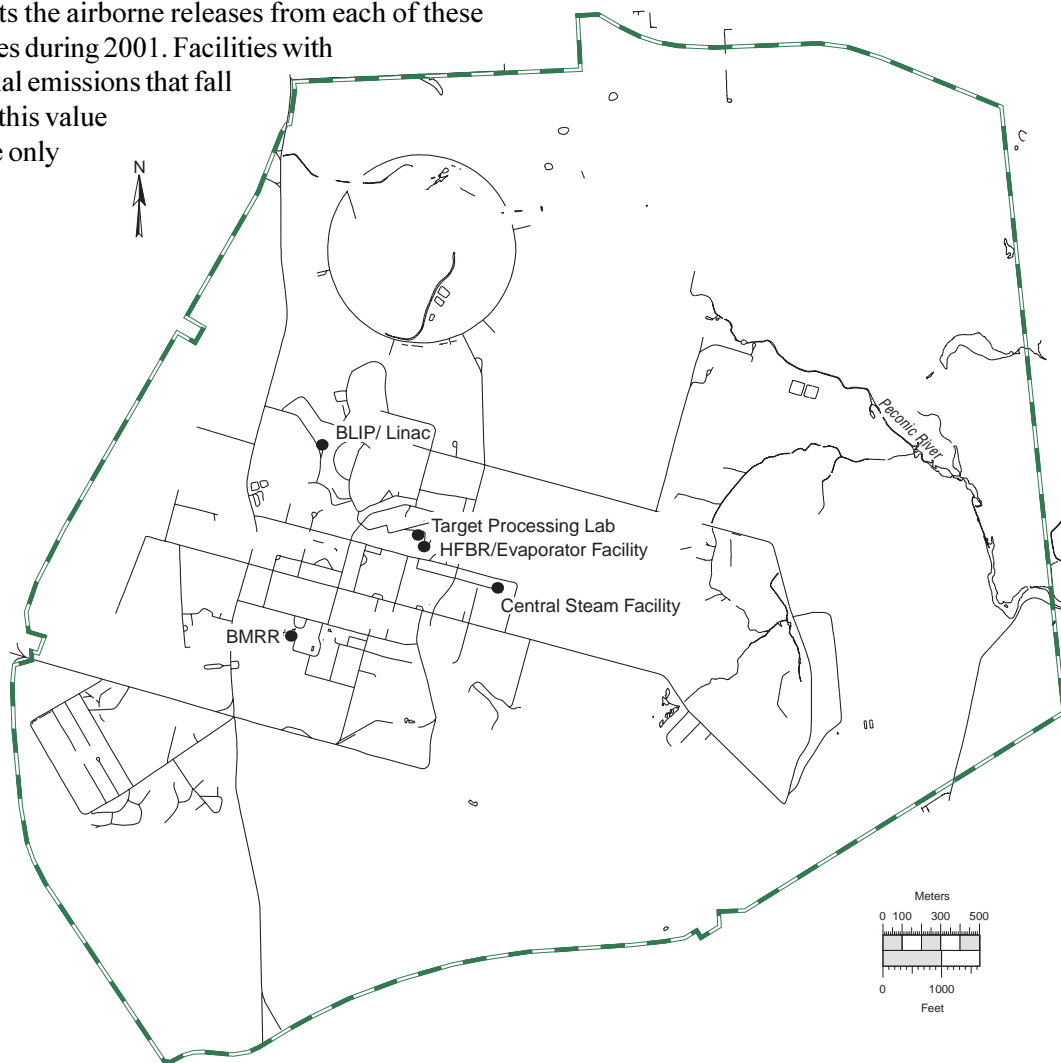 ts the airborne releases from each of these
es during 2001. Facilities with
al emissions that fall
this value
e only
N
BLIP/ Linac
Peconic River
Target Processing Lab
HFBR/Evaporator Facility
Central Steam Facility
BMRR
Meters
0 100 300 500
0 1000
Feet